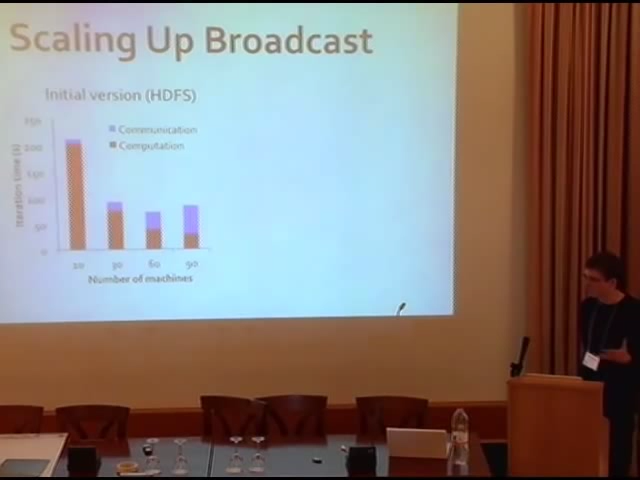 Scaling Up Broadcast
Initial version (HDFS)
250
Communication
Computation
200
150
100
50
0
Iteration time (s)
10 30 60 90
Number of machines